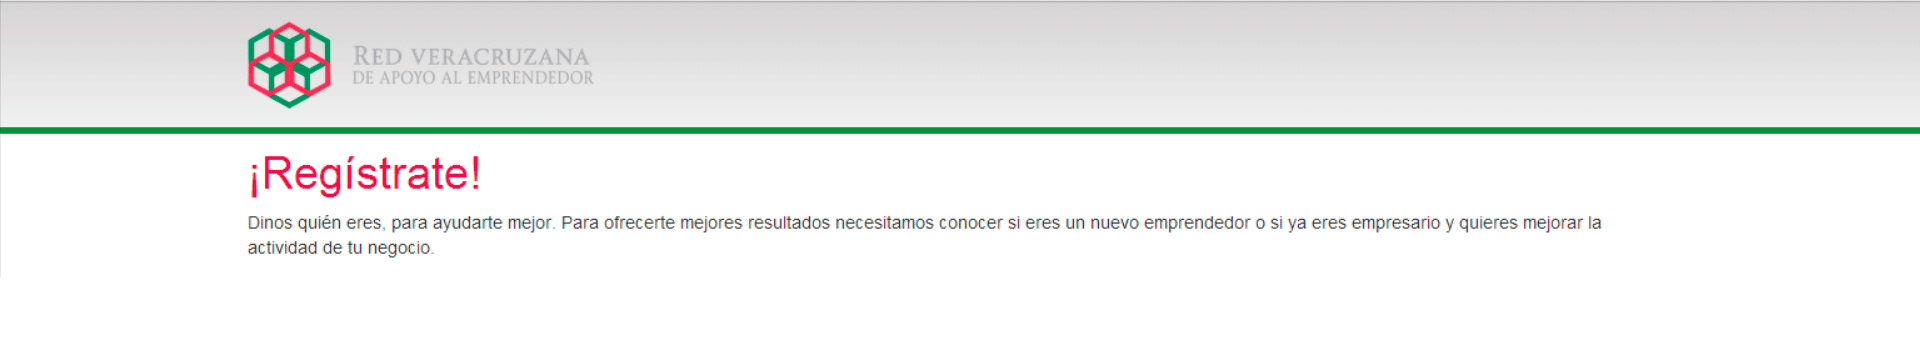 RED VERACRUZANA
DE APOYO AL EMPRENDEDOR
¡Regístrate!
Dinos quién eres, para ayudarte mejor. Para ofrecerte mejores resultados necesitamos conocer si eres un nuevo emprendedor o si ya eres empresario y quieres mejorar la
actividad de tu negocio.